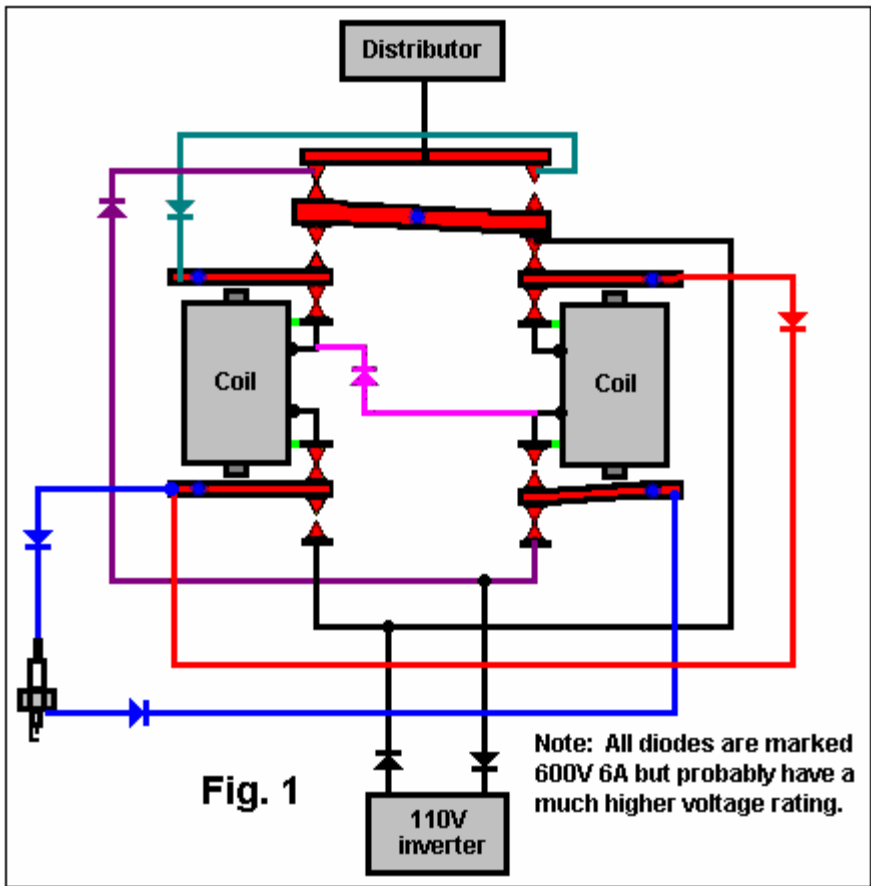 Distributor
Coil
Coil
Note: All diodes are marked
600V 6A but probably have a
much higher voltage rating.
Fig. 1
110V
inverter